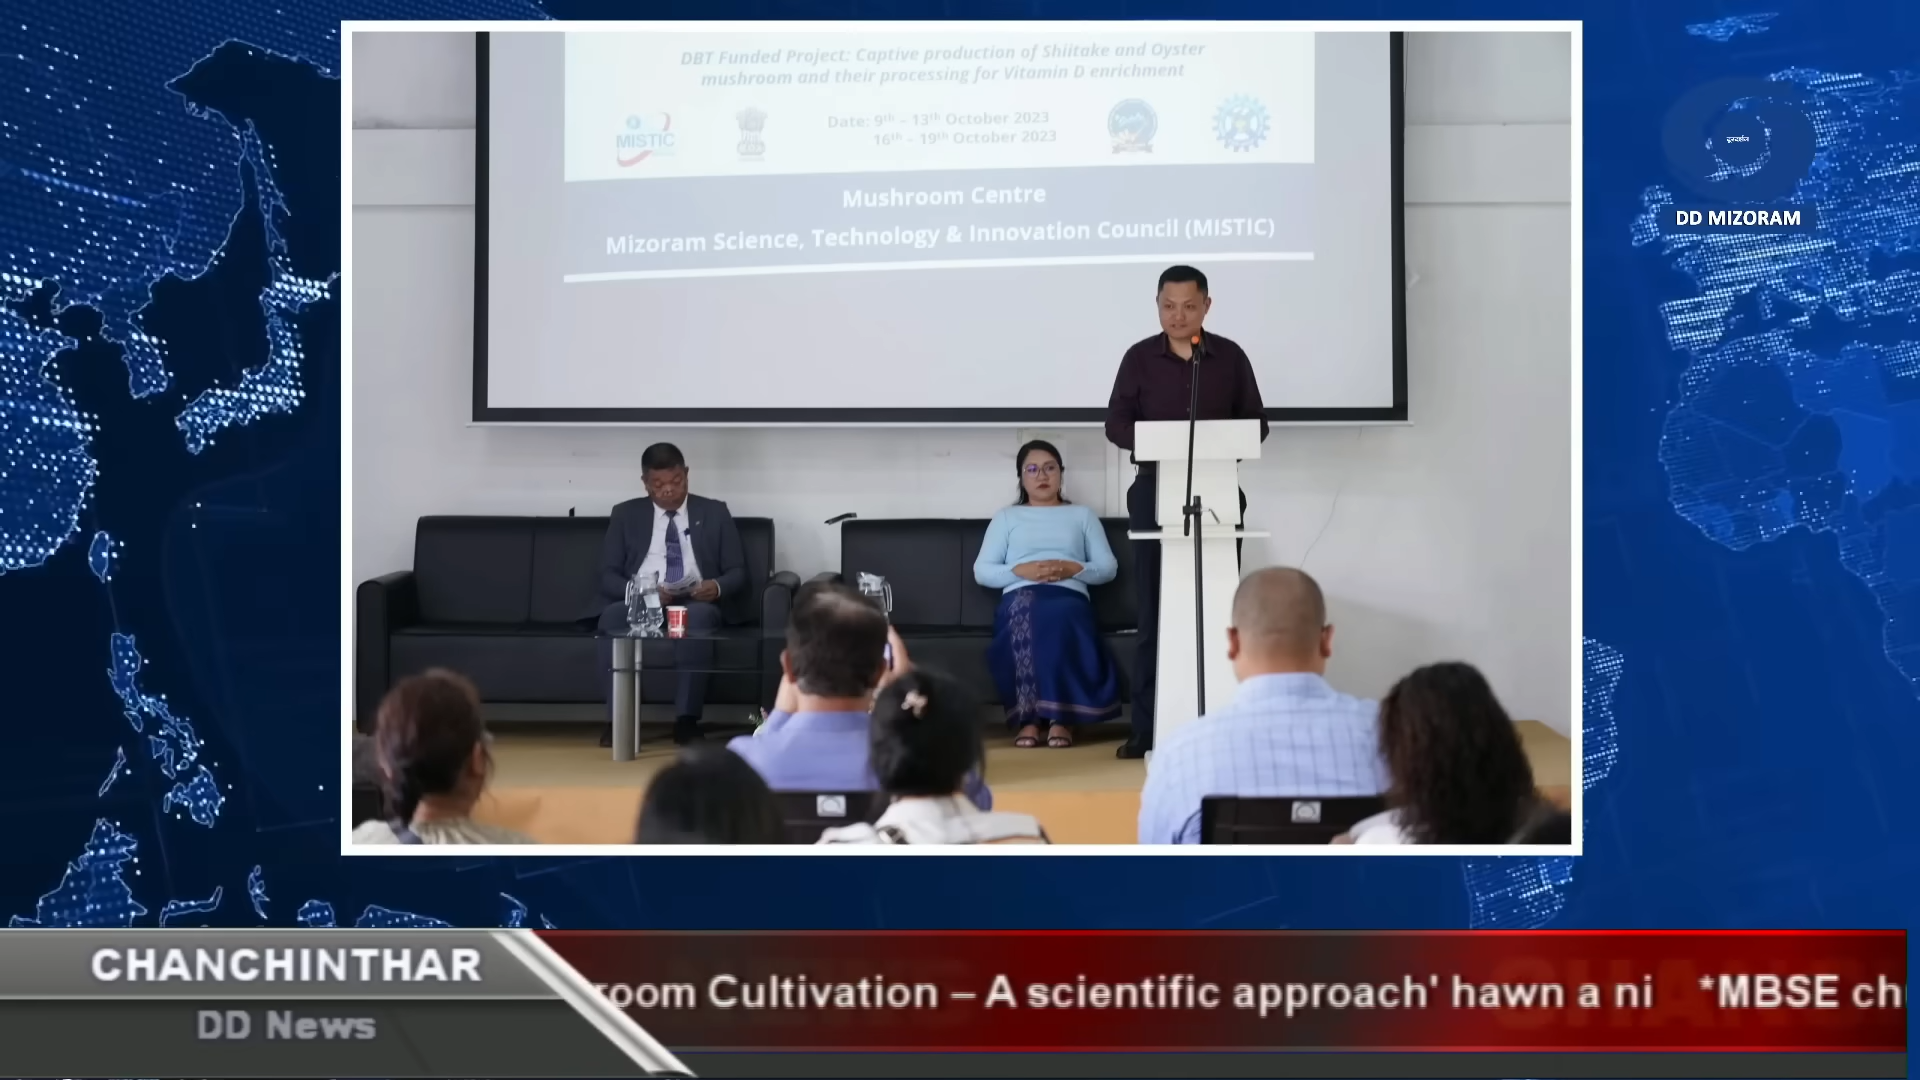 DBT Funded Project: Captive production of Shiitake and Oyster
mushroom and their processing for Vitamin D enrichment
MISTIC
Date: 9th – 13th October 2023
16th – 19th October 2023
Mushroom Centre
Mizoram Science, Technology & Innovation Council (MISTIC)
दूरदर्शन
DD MIZORAM
CHANCHINTHAR
DD News
room Cultivation – A scientific approach' hawn a ni *MBSE ch